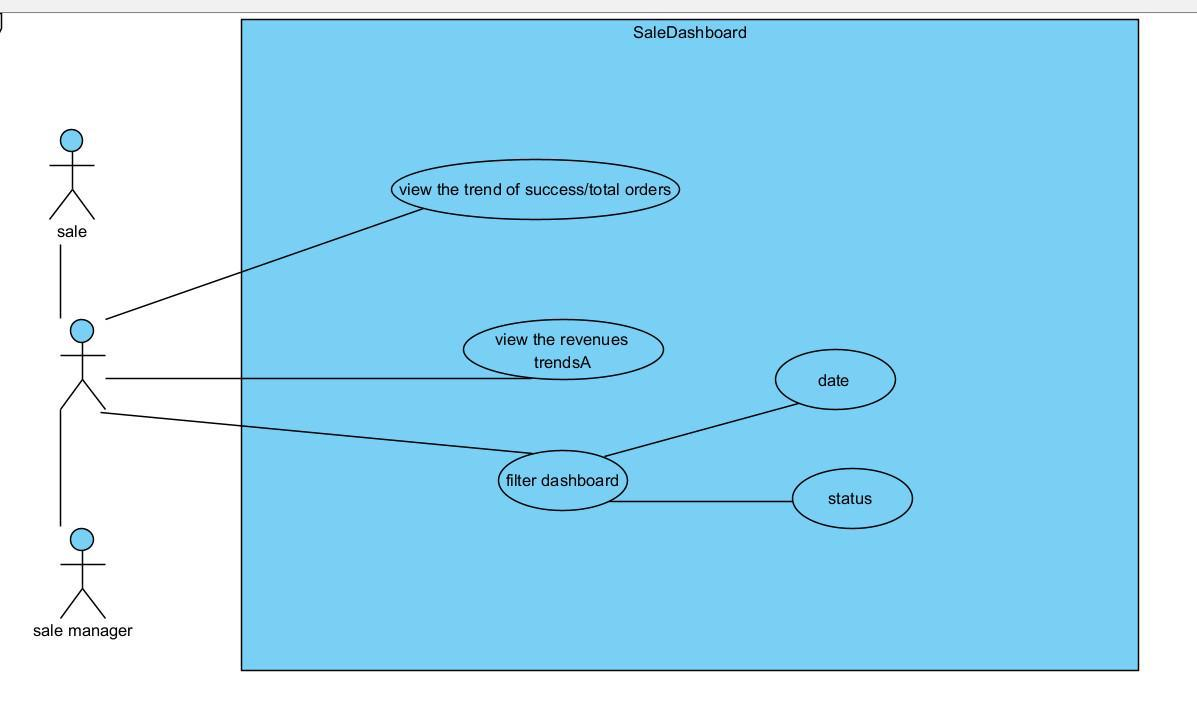 SaleDashboard
sale
view the trend of success/total orders
view the revenues
trendsA
date
filter dashboard
status
sale manager